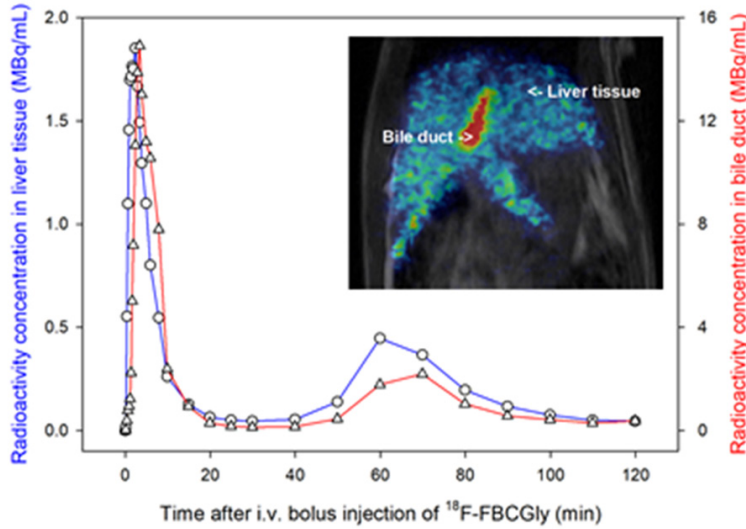 Radioactivity concentration in liver tissue (MBq/mL)
2.0
1.5
1.0
0.5
0.0
<- Liver tissue
Bile duct ->
16
12
8
4
0
Radioactivity concentration in bile duct (MBq/mL)
0 20 40 60 80 100 120
Time after i.v. bolus injection of ¹⁸F-FBCGly (min)